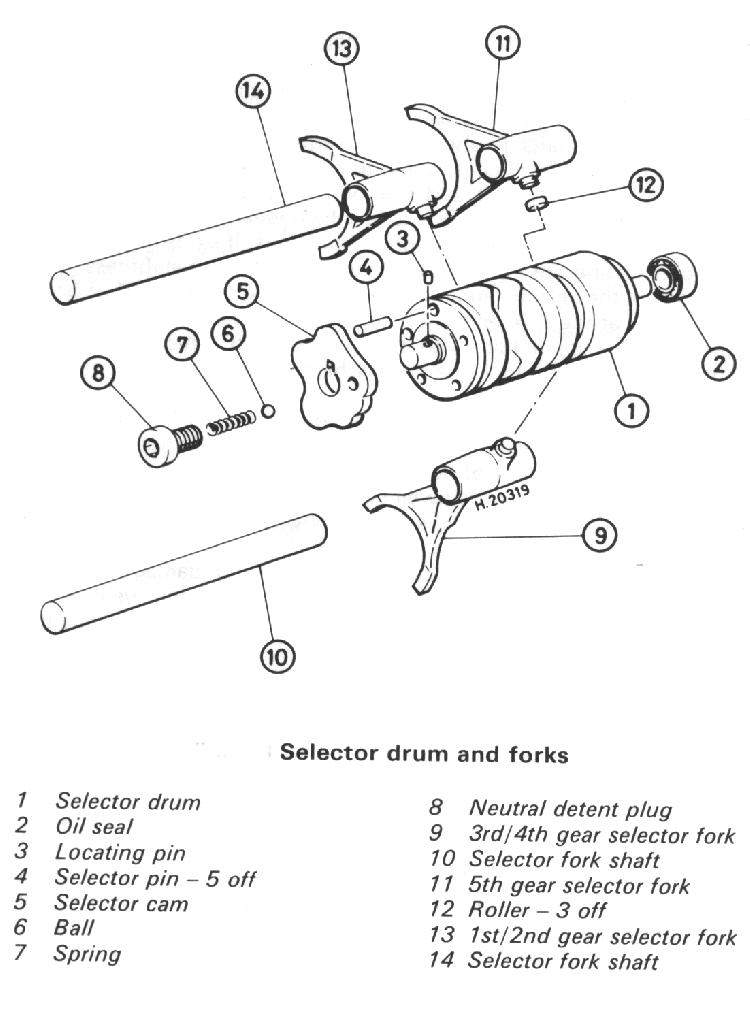 13
11
14
12
3
4
5
6
7
2
8
1
H.20319
9
10
Selector drum and forks
1 Selector drum
2 Oil seal
3 Locating pin
4 Selector pin – 5 off
5 Selector cam
6 Ball
7 Spring
8 Neutral detent plug
9 3rd/4th gear selector fork
10 Selector fork shaft
11 5th gear selector fork
12 Roller – 3 off
13 1st/2nd gear selector fork
14 Selector fork shaft